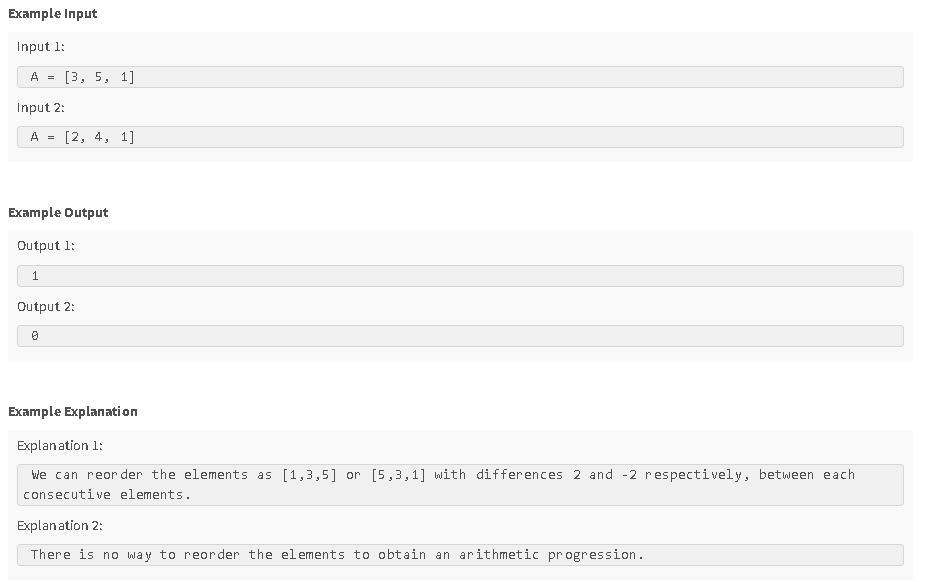 Example Input
Input 1:
A = [3, 5, 1]
Input 2:
A = [2, 4, 1]
Example Output
Output 1:
1
Output 2:
0
Example Explanation
Explanation 1:
We can reorder the elements as [1,3,5] or [5,3,1] with differences 2 and -2 respectively, between each
consecutive elements.
Explanation 2:
There is no way to reorder the elements to obtain an arithmetic progression.